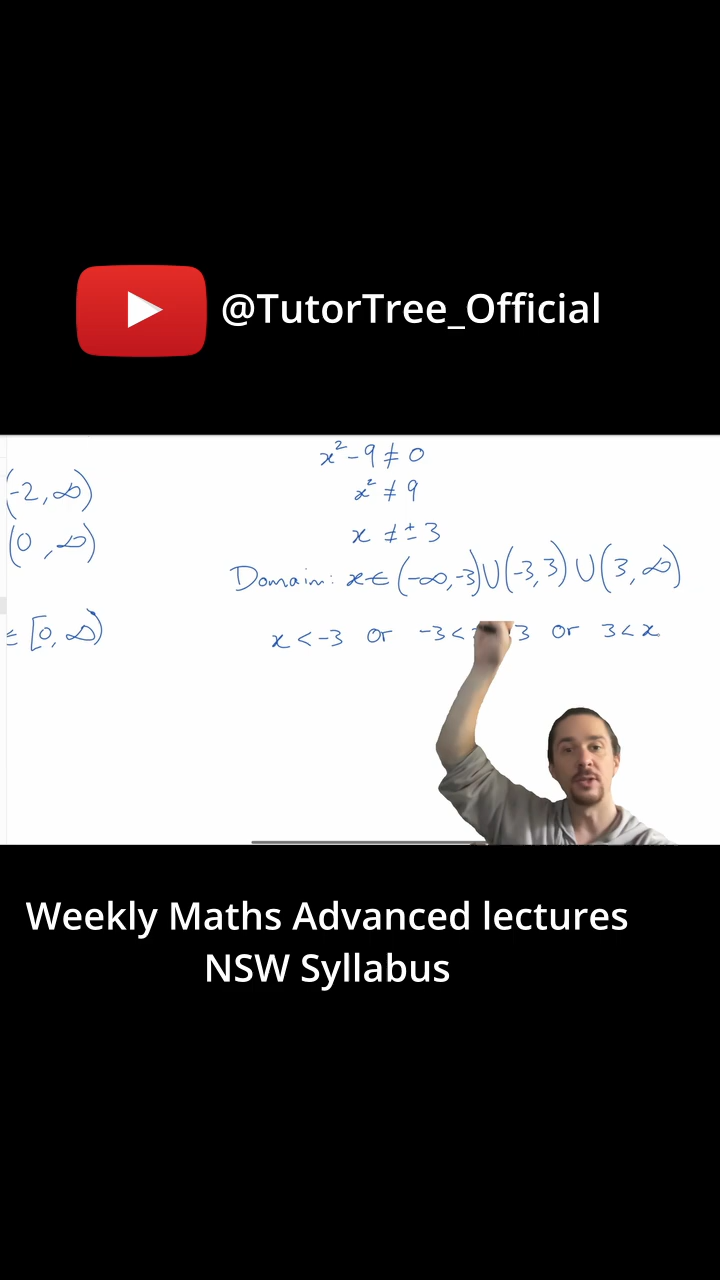 @TutorTree_Official
x² - 9 ≠ 0
x² ≠ 9
x ≠ ± 3
Domain: x ∈ (-∞, -3) ∪ (-3, 3) ∪ (3, ∞)
x < -3 or -3 < 3 or 3 < x
(-2, ∞)
(0, ∞)
[0, ∞)
Weekly Maths Advanced lectures
NSW Syllabus